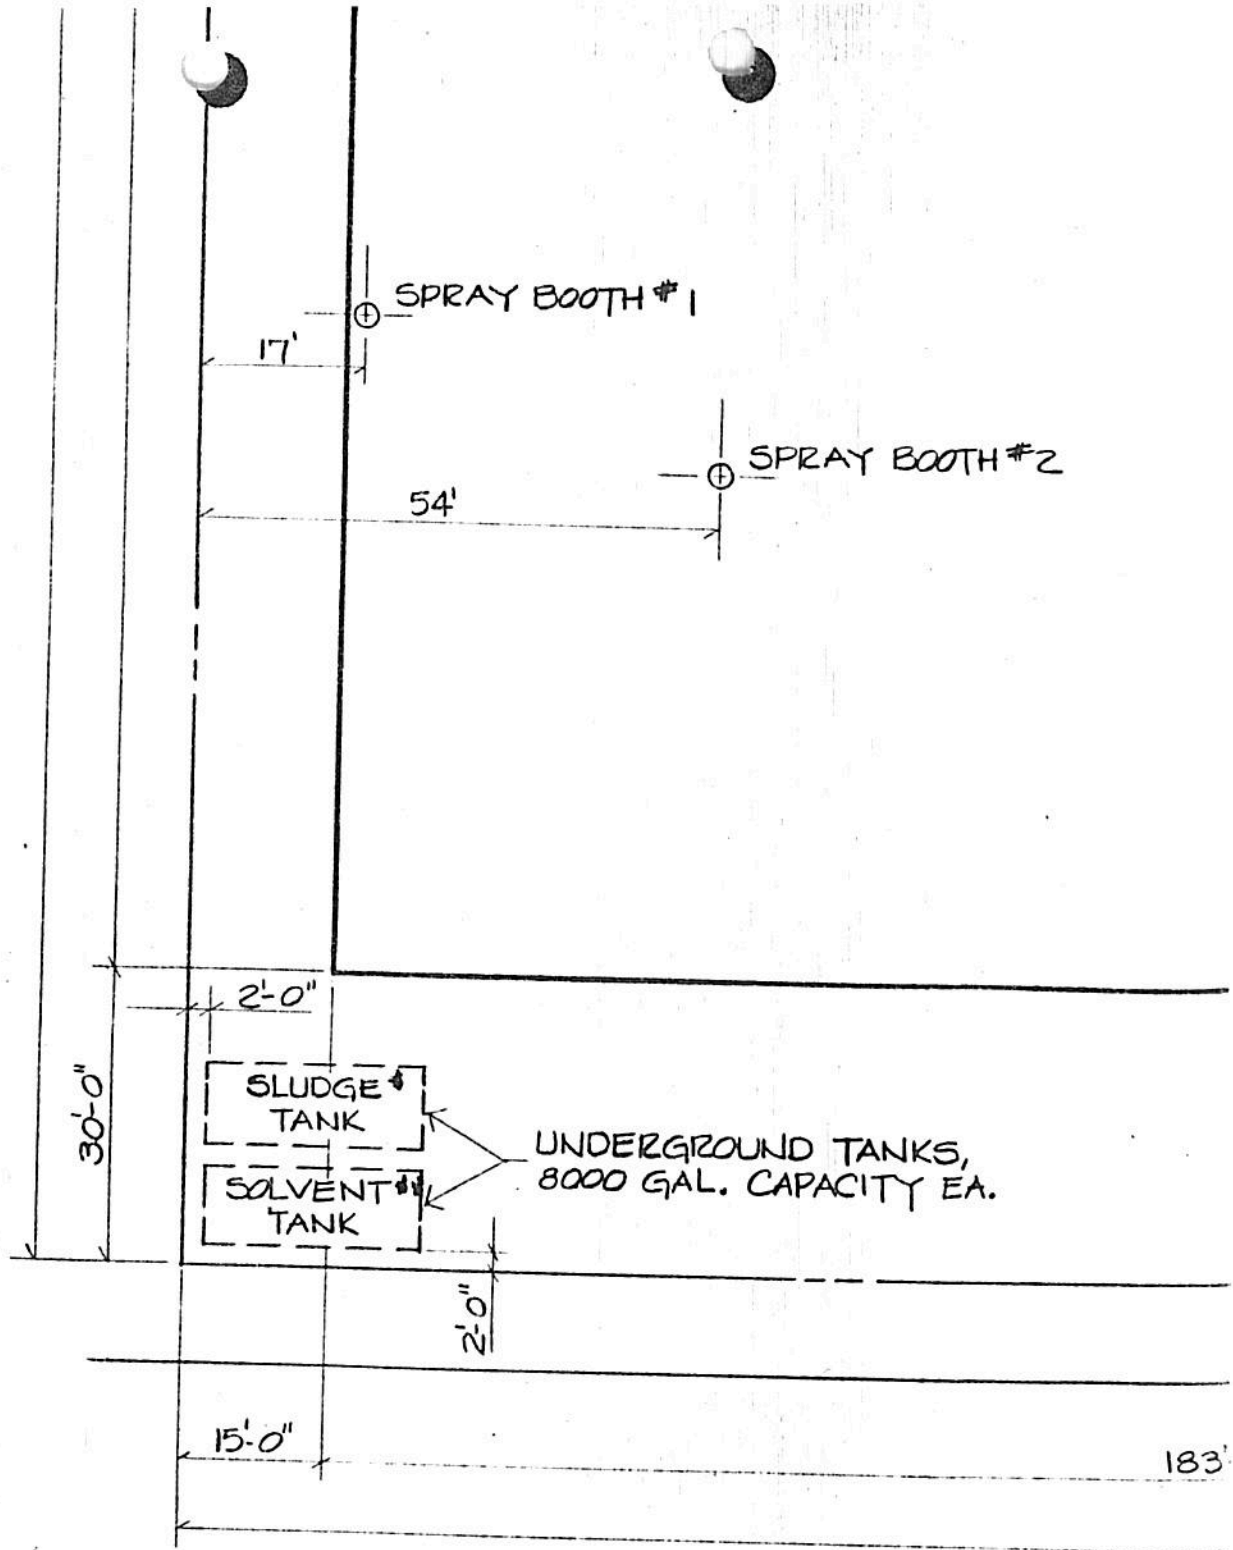 SPRAY BOOTH #1
17'
SPRAY BOOTH #2
54'
2'-0"
30'-0"
SLUDGE
TANK
SOLVENT
TANK
UNDERGROUND TANKS,
8000 GAL. CAPACITY EA.
2'-0"
15'-0"
183'